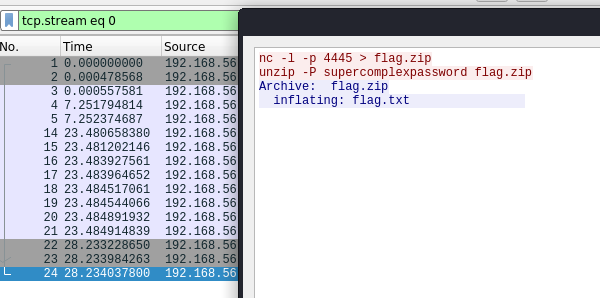 tcp.stream eq 0
No. Time Source
1 0.000000000 192.168.56
2 0.000478568 192.168.56
3 0.000557581 192.168.56
4 7.251794814 192.168.56
5 7.252374687 192.168.56
14 23.480658380 192.168.56
15 23.481202146 192.168.56
16 23.483927561 192.168.56
17 23.483964652 192.168.56
18 23.484517061 192.168.56
19 23.484544066 192.168.56
20 23.484891932 192.168.56
21 23.484914839 192.168.56
22 28.233228650 192.168.56
23 28.233984263 192.168.56
24 28.234037800 192.168.56
nc -l -p 4445 > flag.zip
unzip -P supercomplexpassword flag.zip
Archive:  flag.zip
  inflating: flag.txt